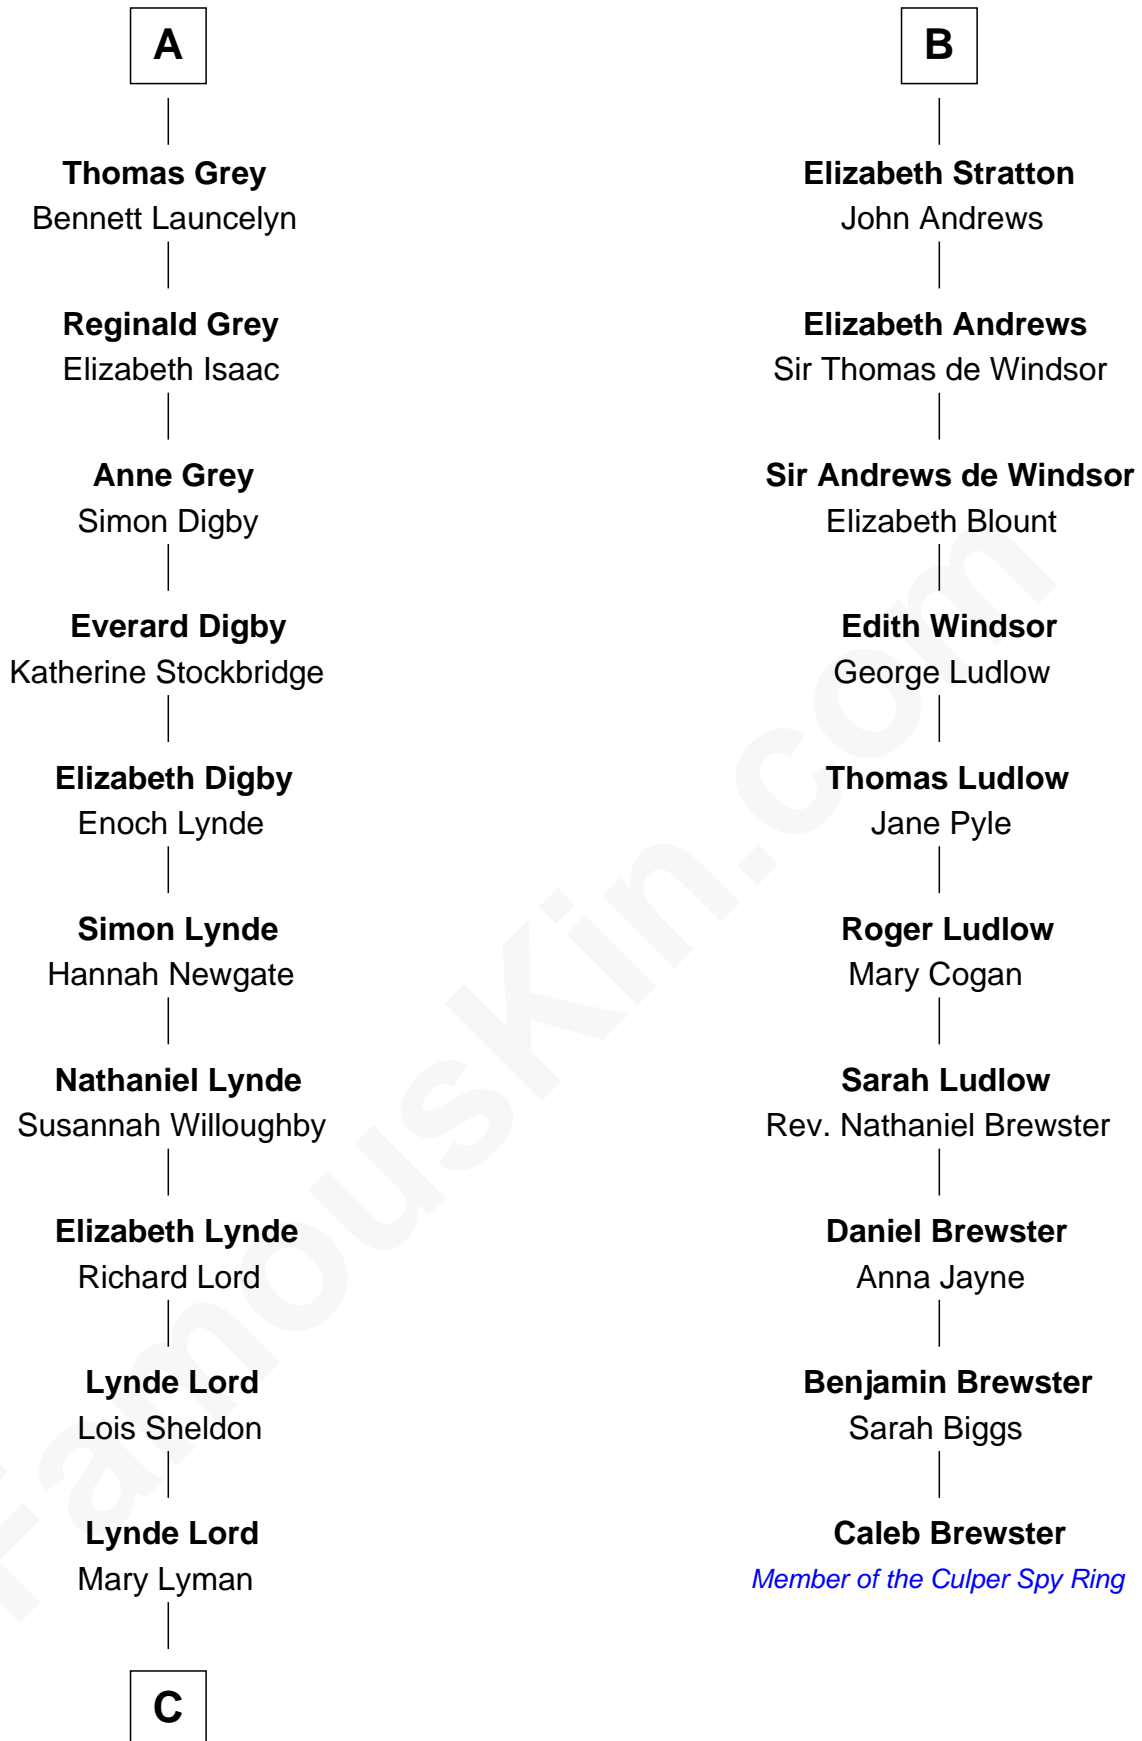 A
Thomas Grey
Bennett Launcelyn
Reginald Grey
Elizabeth Isaac
Anne Grey
Simon Digby
Everard Digby
Katherine Stockbridge
Elizabeth Digby
Enoch Lynde
Simon Lynde
Hannah Newgate
Nathaniel Lynde
Susannah Willoughby
Elizabeth Lynde
Richard Lord
Lynde Lord
Lois Sheldon
Lynde Lord
Mary Lyman
C
B
Elizabeth Stratton
John Andrews
Elizabeth Andrews
Sir Thomas de Windsor
Sir Andrews de Windsor
Elizabeth Blount
Edith Windsor
George Ludlow
Thomas Ludlow
Jane Pyle
Roger Ludlow
Mary Cogan
Sarah Ludlow
Rev. Nathaniel Brewster
Daniel Brewster
Anna Jayne
Benjamin Brewster
Sarah Biggs
Caleb Brewster
Member of the Culper Spy Ring
FamousKin.com